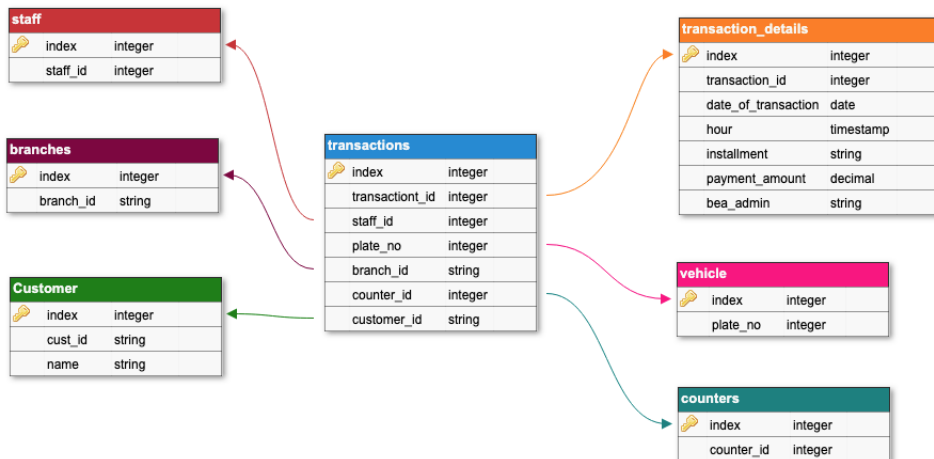 staff
index integer
staff_id integer
branches
index integer
branch_id string
Customer
index integer
cust_id string
name string
transactions
index integer
transactiont_id integer
staff_id integer
plate_no integer
branch_id string
counter_id integer
customer_id string
transaction_details
index integer
transaction_id integer
date_of_transaction date
hour timestamp
installment string
payment_amount decimal
bea_admin string
vehicle
index integer
plate_no integer
counters
index integer
counter_id integer